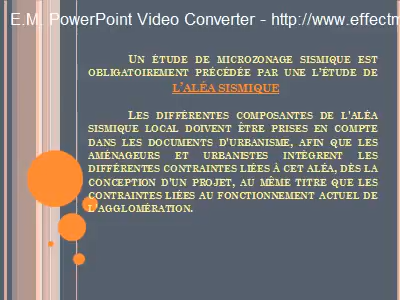 E.M. PowerPoint Video Converter - http://www.effectm
Un étude de microzonage sismique est
obligatoirement précédée par une l'étude de
l'aléa sismique
Les différentes composantes de l'aléa
sismique local doivent être prises en compte
dans les documents d'urbanisme, afin que les
aménageurs et urbanistes intègrent les
différentes contraintes liées à cet aléa, dès la
conception d'un projet, au même titre que les
contraintes liées au fonctionnement actuel de
l'agglomération.